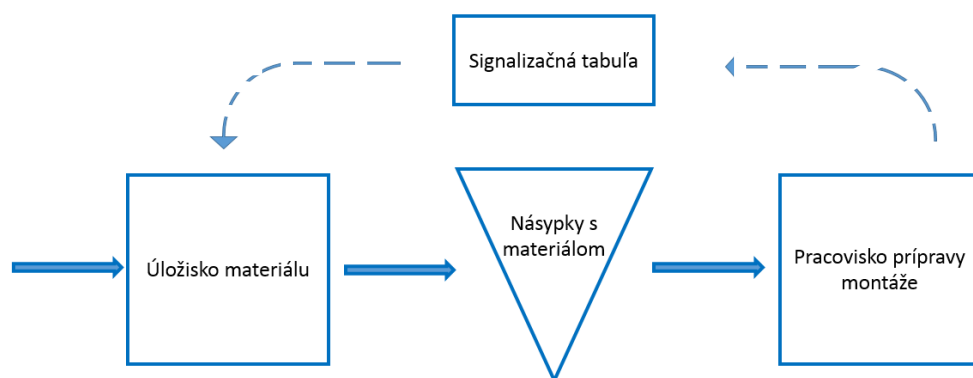 Signalizačná tabuľa
Úložisko materiálu
Násypky s
materiálom
Pracovisko prípravy
montáže